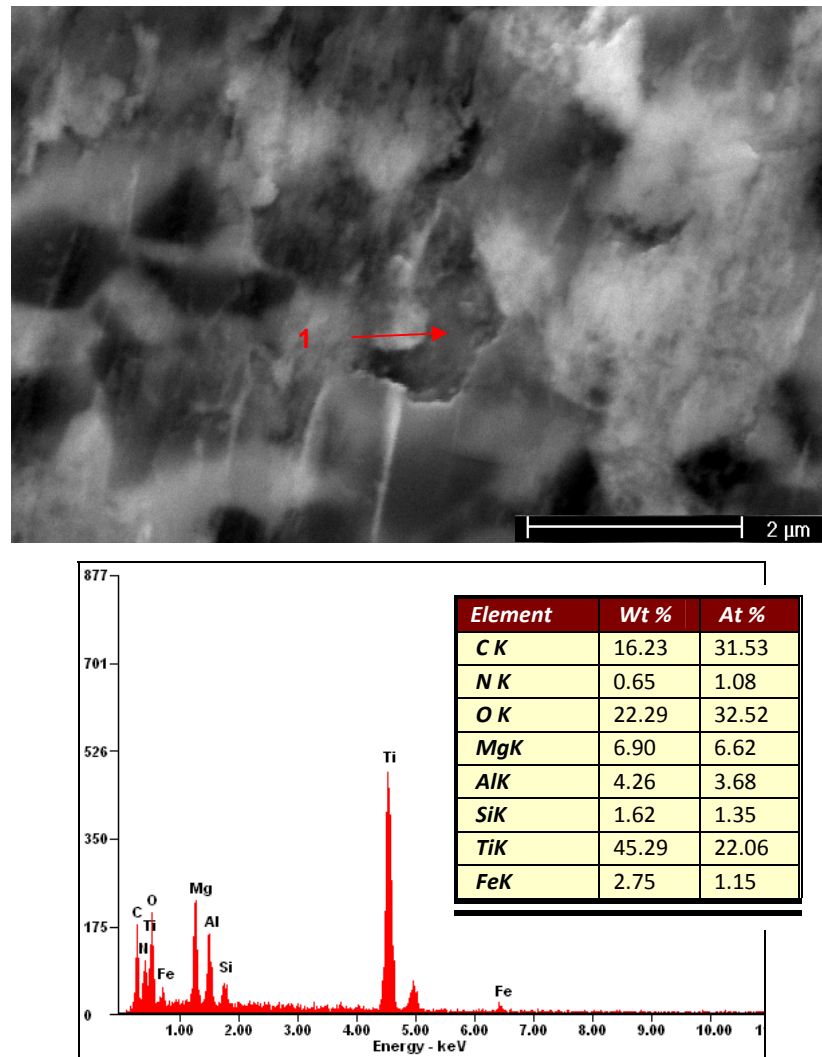 1
2 µm
877
701
526
350
175
0
Ti
C
O
Ti
N
Fe
Mg
Al
Si
Fe
1.00 2.00 3.00 4.00 5.00 6.00 7.00 8.00 9.00 10.00 1
Energy - keV
Element Wt % At %
C K 16.23 31.53
N K 0.65 1.08
O K 22.29 32.52
MgK 6.90 6.62
AlK 4.26 3.68
SiK 1.62 1.35
TiK 45.29 22.06
FeK 2.75 1.15